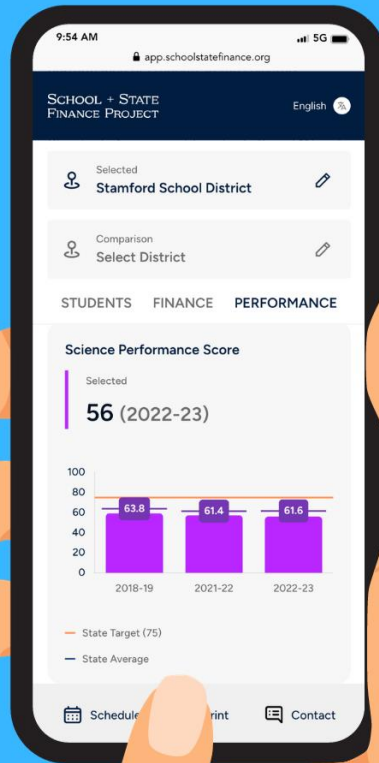 9:54 AM 5G
app.schoolstatefinance.org
SCHOOL + STATE
FINANCE PROJECT
English
Selected
Stamford School District
Comparison
Select District
STUDENTS FINANCE PERFORMANCE
Science Performance Score
Selected
56 (2022-23)
100
80
60
40
20
0
63.8 61.4 61.6
2018-19 2021-22 2022-23
State Target (75)
State Average
Schedule Contact